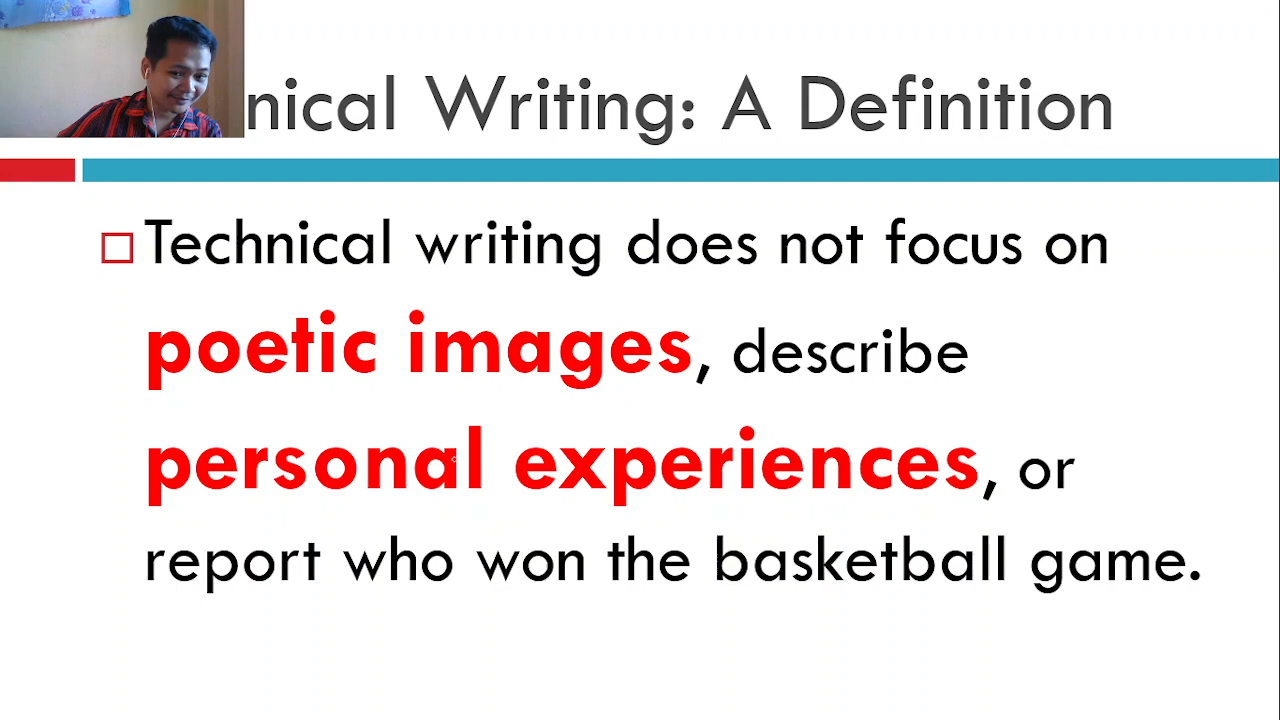 nical Writing: A Definition
Technical writing does not focus on
poetic images, describe
personal experiences, or
report who won the basketball game.